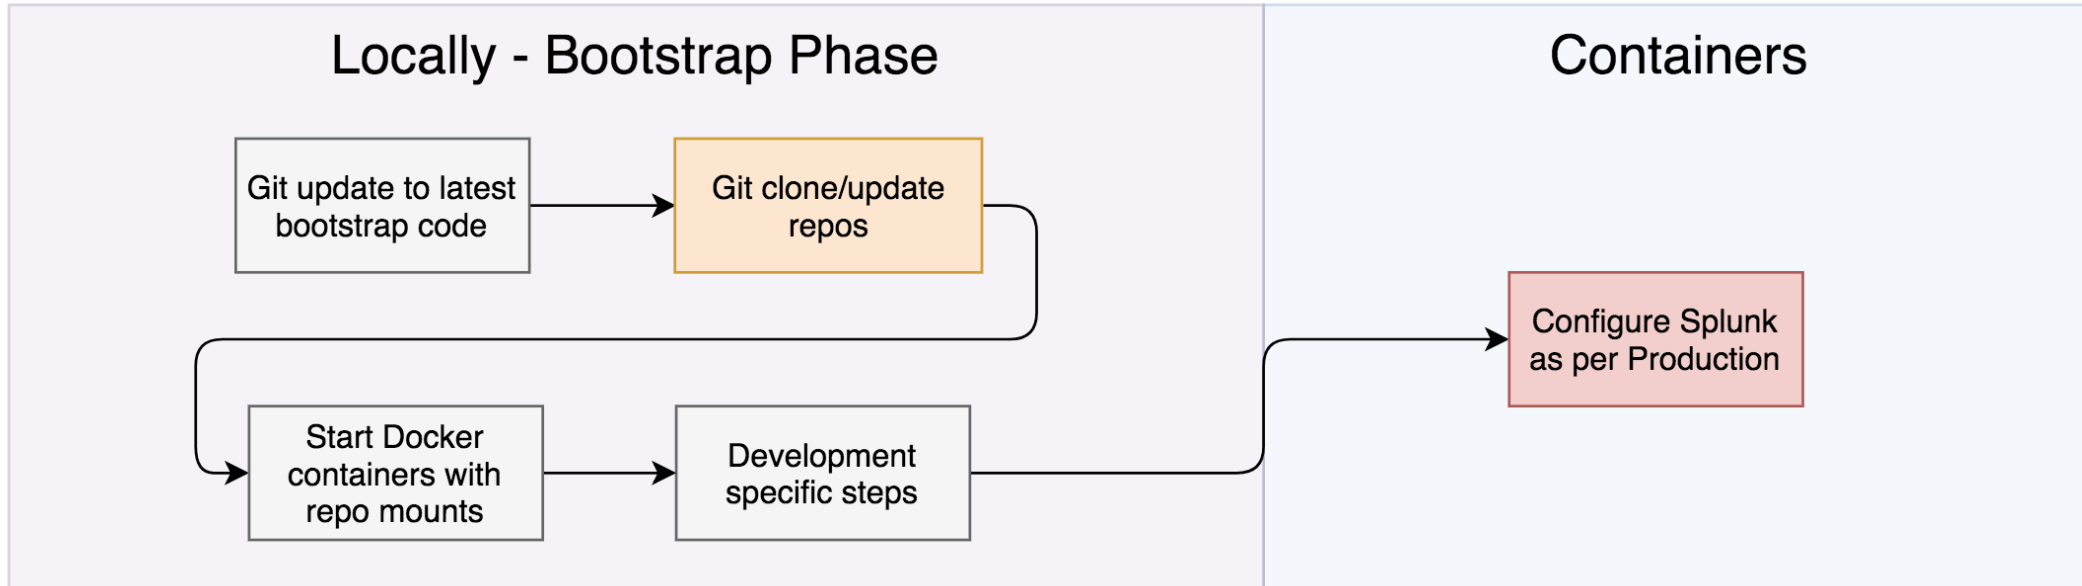 Locally - Bootstrap Phase
Containers
Git update to latest
bootstrap code
Git clone/update
repos
Start Docker
containers with
repo mounts
Development
specific steps
Configure Splunk
as per Production